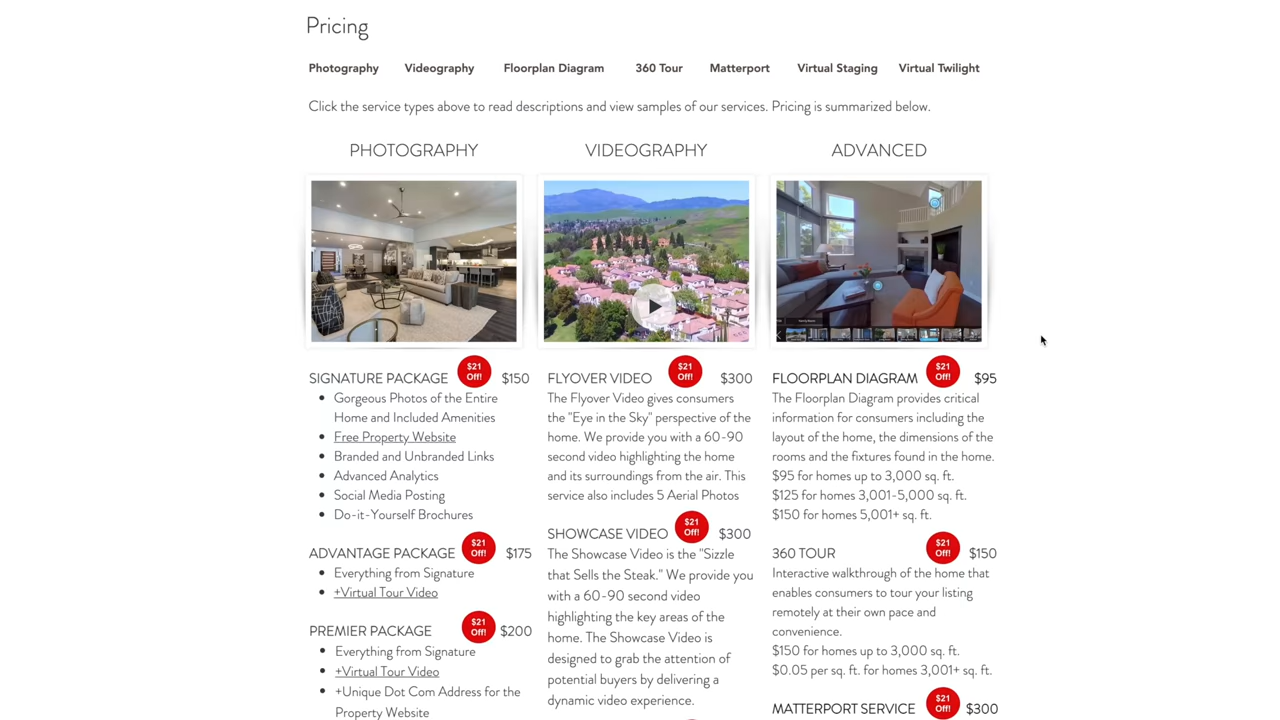 Pricing
Photography Videography Floorplan Diagram 360 Tour Matterport Virtual Staging Virtual Twilight
Click the service types above to read descriptions and view samples of our services. Pricing is summarized below.
PHOTOGRAPHY
SIGNATURE PACKAGE $21 Off! $150
Gorgeous Photos of the Entire
Home and Included Amenities
Free Property Website
Branded and Unbranded Links
Advanced Analytics
Social Media Posting
Do-it-Yourself Brochures
ADVANTAGE PACKAGE $21 Off! $175
Everything from Signature
+Virtual Tour Video
PREMIER PACKAGE $21 Off! $200
Everything from Signature
+Virtual Tour Video
+Unique Dot Com Address for the
Property Website
VIDEOGRAPHY
FLYOVER VIDEO $21 Off! $300
The Flyover Video gives consumers
the "Eye in the Sky" perspective of the
home. We provide you with a 60-90
second video highlighting the home
and its surroundings from the air. This
service also includes 5 Aerial Photos
SHOWCASE VIDEO $21 Off! $300
The Showcase Video is the "Sizzle
that Sells the Steak." We provide you
with a 60-90 second video
highlighting the key areas of the
home. The Showcase Video is
designed to grab the attention of
potential buyers by delivering a
dynamic video experience.
ADVANCED
FLOORPLAN DIAGRAM $21 Off! $95
The Floorplan Diagram provides critical
information for consumers including the
layout of the home, the dimensions of the
rooms and the fixtures found in the home.
$95 for homes up to 3,000 sq. ft.
$125 for homes 3,001-5,000 sq. ft.
$150 for homes 5,001+ sq. ft.
360 TOUR $21 Off! $150
Interactive walkthrough of the home that
enables consumers to tour your listing
remotely at their own pace and
convenience.
$150 for homes up to 3,000 sq. ft.
$0.05 per sq. ft. for homes 3,001+ sq. ft.
MATTERPORT SERVICE $21 Off! $300